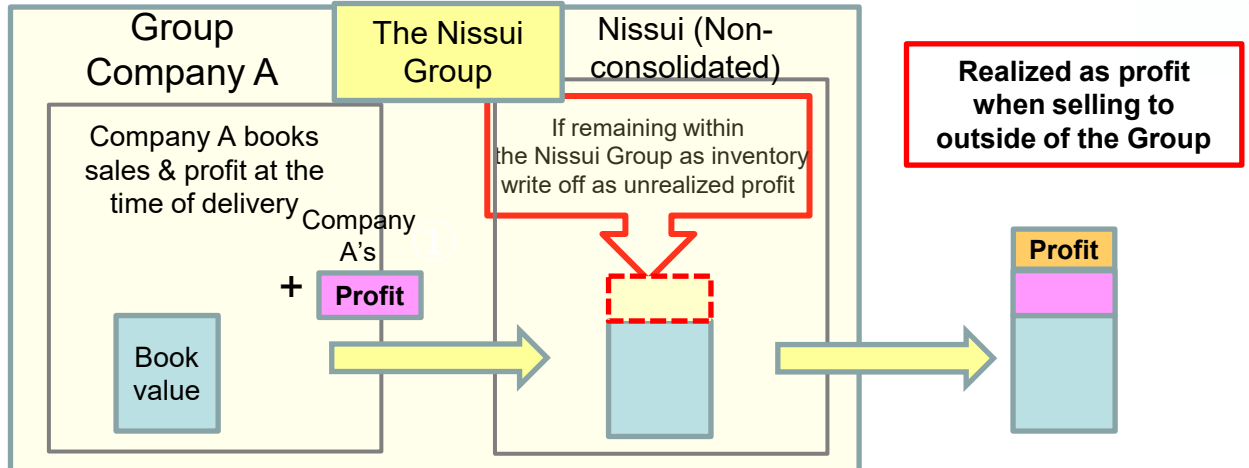 Group
Company A
The Nissui
Group
Nissui (Non-
consolidated)
Company A books
sales & profit at the
time of delivery
Company
A's
+
Profit
Book
value
If remaining within
the Nissui Group as inventory
write off as unrealized profit
Realized as profit
when selling to
outside of the Group
Profit